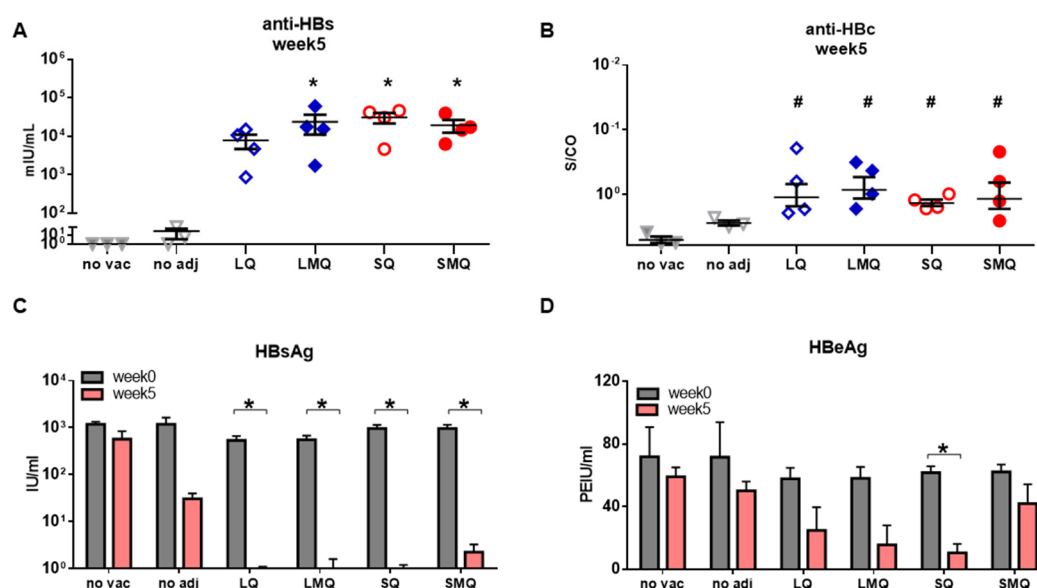 A
anti-HBs
week5
mIU/mL
10⁶
10⁵
10⁴
10³
10²
10¹
10⁰
* * *
no vac no adj LQ LMQ SQ SMQ
B
anti-HBc
week5
S/CO
10⁻²
10⁻¹
10⁰
# # # #
no vac no adj LQ LMQ SQ SMQ
C
HBsAg
week0
week5
IU/ml
10⁴
10³
10²
10¹
10⁰
* * * *
no vac no adj LQ LMQ SQ SMQ
D
HBeAg
week0
week5
PEIU/ml
120
80
40
0
*
no vac no adj LQ LMQ SQ SMQ